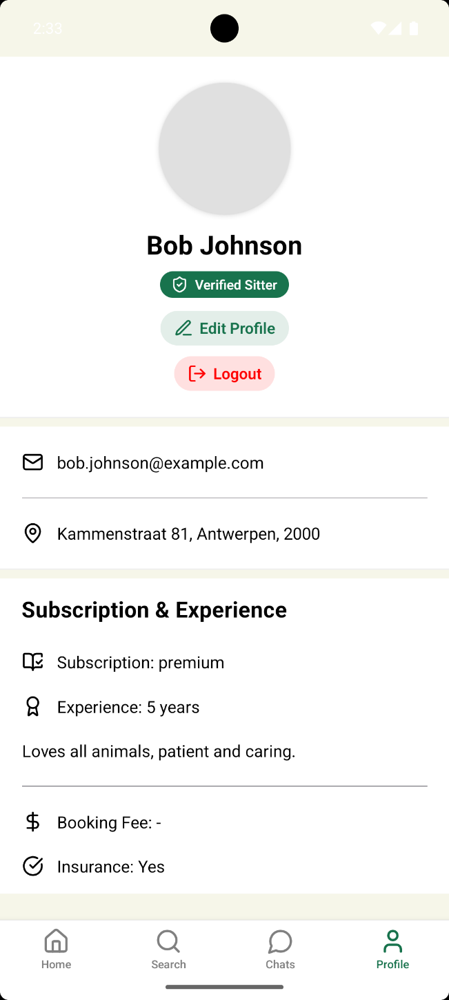 2:33
Bob Johnson
Verified Sitter
Edit Profile
Logout
bob.johnson@example.com
Kammenstraat 81, Antwerpen, 2000
Subscription & Experience
Subscription: premium
Experience: 5 years
Loves all animals, patient and caring.
Booking Fee: -
Insurance: Yes
Home
Search
Chats
Profile